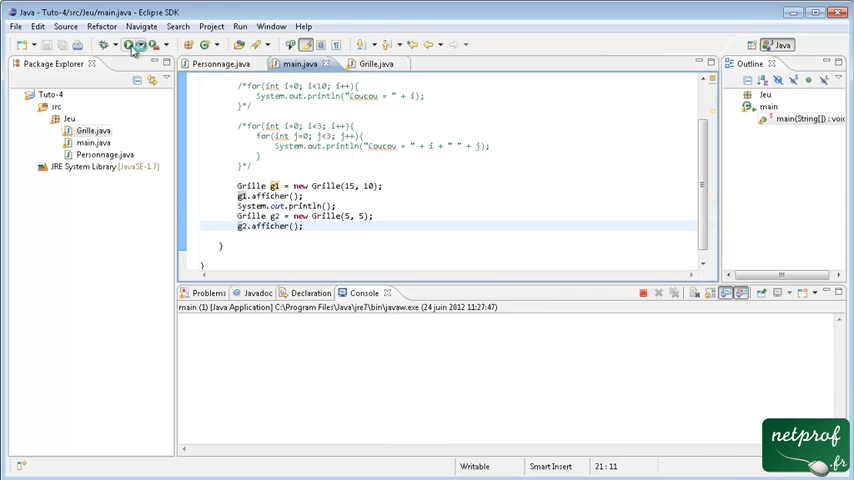 Java - Tuto-4/src/Jeu/main.java - Eclipse SDK
File Edit Source Refactor Navigate Search Project Run Window Help
Java
Package Explorer
Personnage.java main.java Grille.java
Outline
Tuto-4
src
Jeu
Grille.java
main.java
Personnage.java
JRE System Library [JavaSE-1.7]
/*for(int i=0; i<10; i++){
System.out.println("Coucou = " + i);
}*/
/*for(int i=0; i<3; i++){
for(int j=0; j<3; j++){
System.out.println("Coucou = " + i + " " + j);
}
}*/
Grille g1 = new Grille(15, 10);
g1.afficher();
System.out.println();
Grille g2 = new Grille(5, 5);
g2.afficher();
}
}
Jeu
main
main(String[]) : voi
Problems Javadoc Declaration Console
main (1) [Java Application] C:\Program Files\Java\jre7\bin\javaw.exe (24 juin 2012 11:27:47)
Writable Smart Insert 21 : 11
netprof
.fr